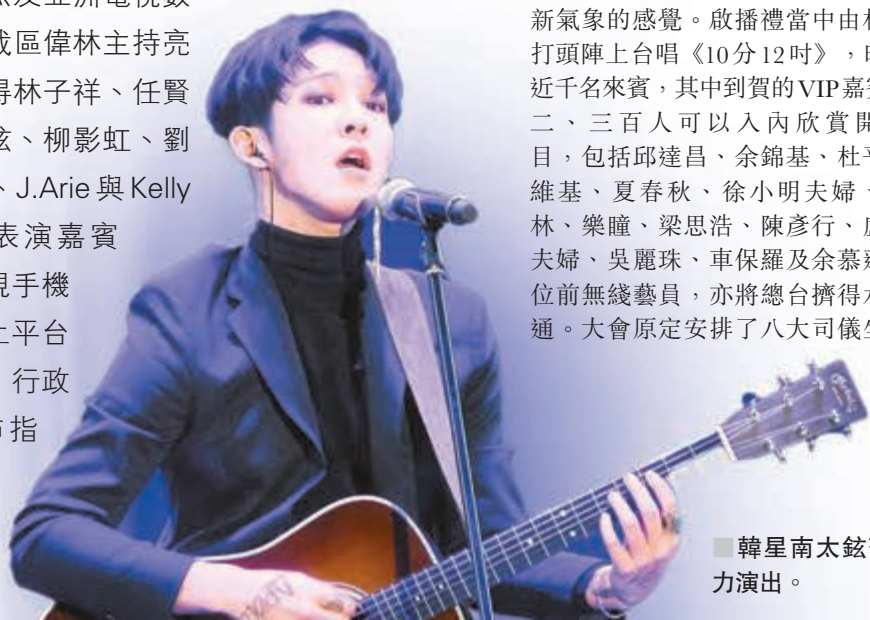 及亞洲電視數
區偉林主持亮
得林子祥、任賢
、柳影虹、劉
、J.Arie 與 Kelly
表演嘉賓
手機
平台
行政
指
新氣象的感覺。啟播禮當中由
打頭陣上台唱《10分12吋》，
近千名來賓，其中到賀的VIP嘉
二、三百人可以入內欣賞開
目，包括邱達昌、余錦基、杜平
維基、夏春秋、徐小明夫婦、
林、樂瞳、梁思浩、陳彥行、
夫婦、吳麗珠、車保羅及余慕
位前無綫藝員，亦將總台擠得
通。大會原定安排了八大司儀
■韓星南太鉉
力演出。